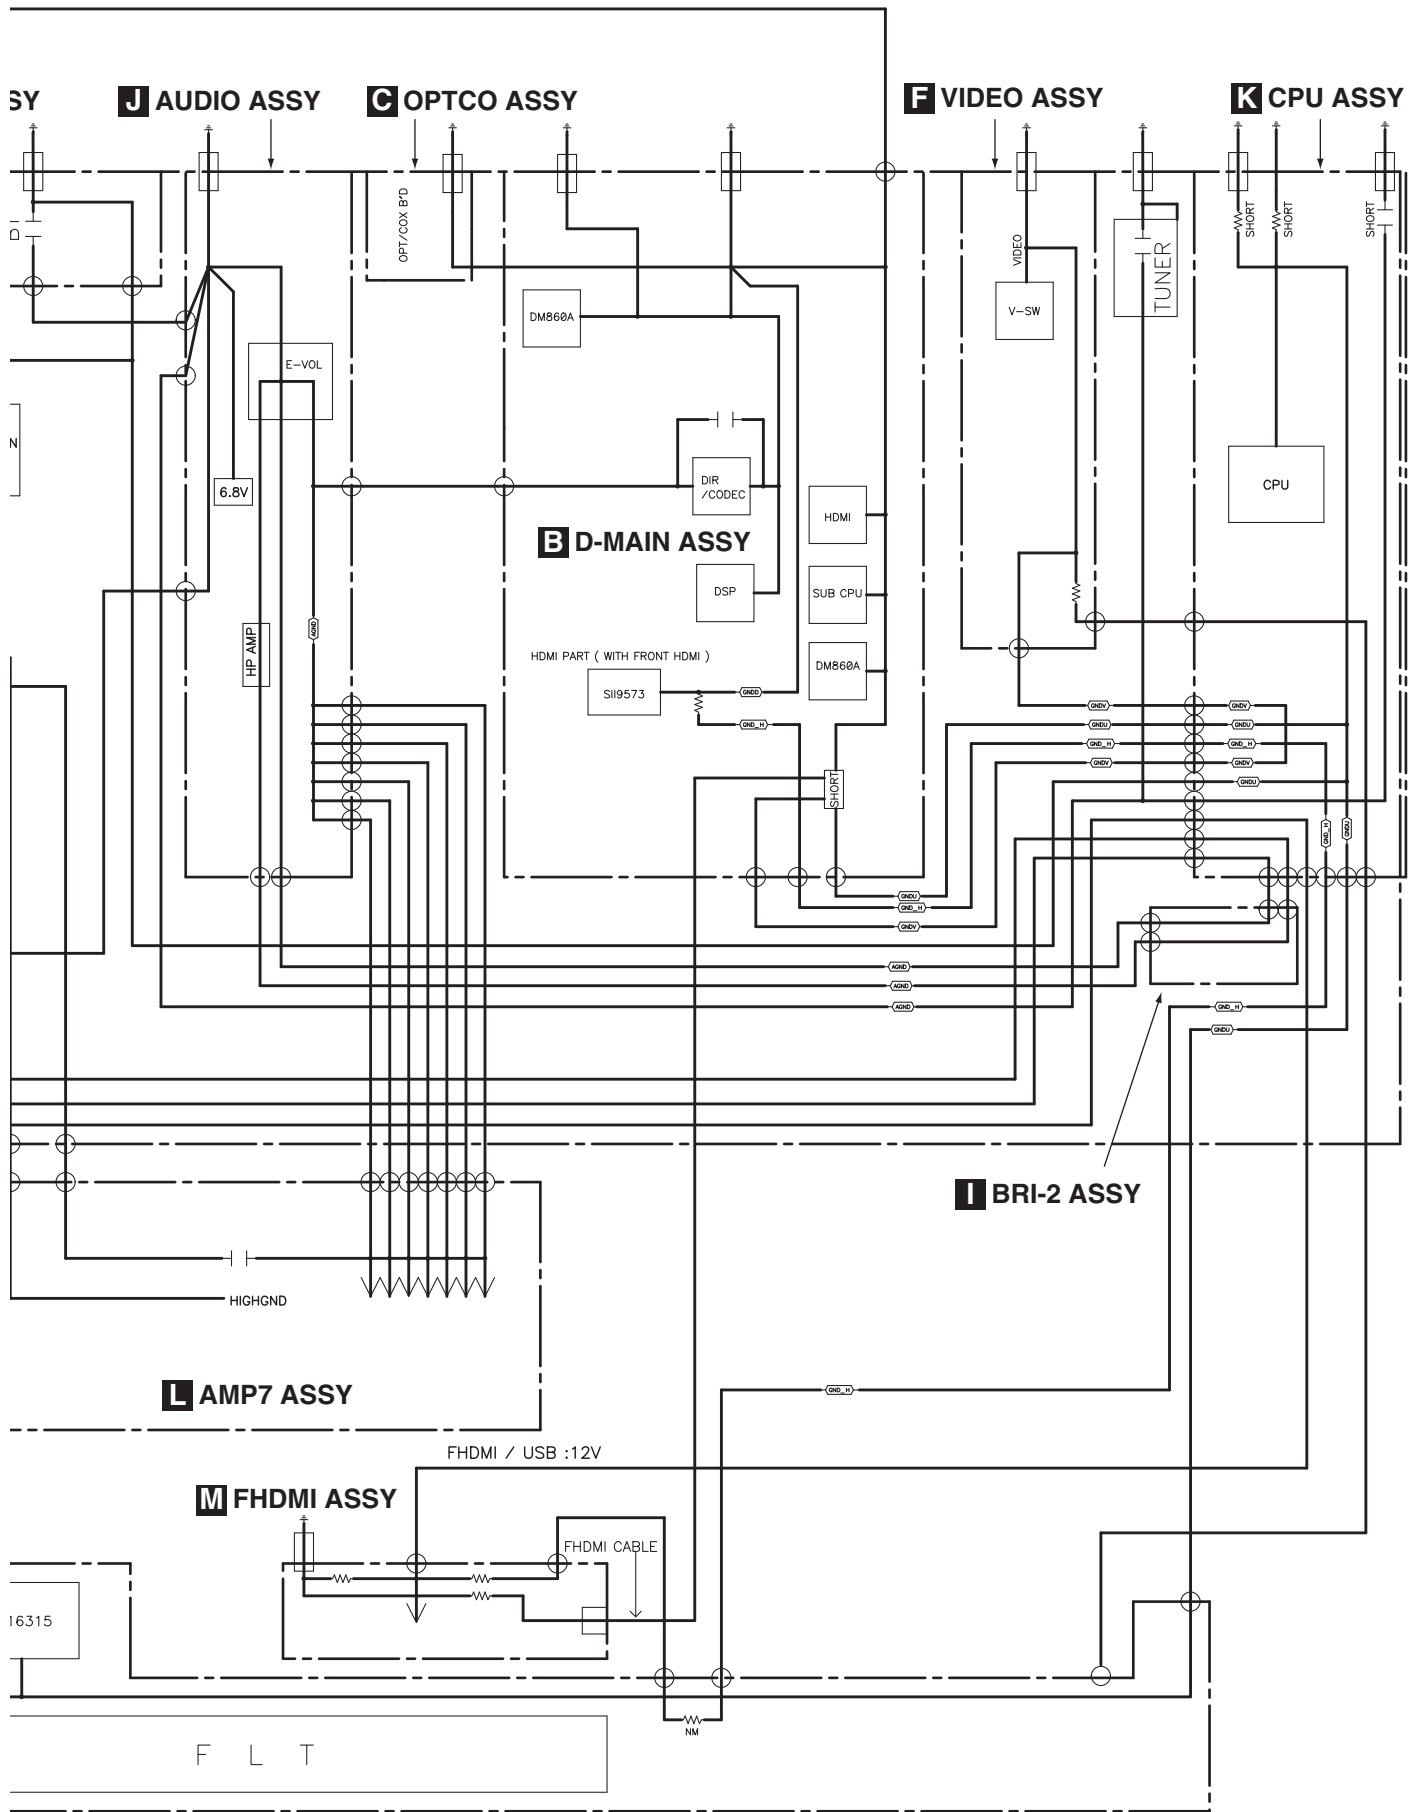 SY
J AUDIO ASSY
C OPTCO ASSY
F VIDEO ASSY
K CPU ASSY
OPT/COX B'D
VIDEO
TUNER
SHORT
SHORT
SHORT
DM860A
V-SW
E-VOL
N
6.8V
DIR
/CODEC
CPU
HDMI
B D-MAIN ASSY
DSP
SUB CPU
AGND
HP AMP
HDMI PART ( WITH FRONT HDMI )
DM860A
SII9573
GNDD
GND_H
GNDV
GNDV
GNDU
GNDU
GND_H
GND_H
GNDV
GNDV
GNDU
SHORT
GND_H
GNDU
GNDU
GND_H
GNDV
AGND
AGND
AGND
GND_H
GNDU
I BRI-2 ASSY
HIGHGND
L AMP7 ASSY
GND_H
FHDMI / USB :12V
M FHDMI ASSY
FHDMI CABLE
16315
NM
F L T